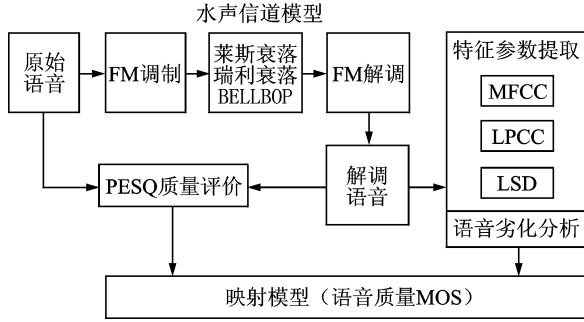 水声信道模型
原始
语音
FM调制
莱斯衰落
瑞利衰落
BELLBOP
FM解调
特征参数提取
MFCC
LPCC
LSD
PESQ质量评价
解调
语音
语音劣化分析
映射模型（语音质量MOS）